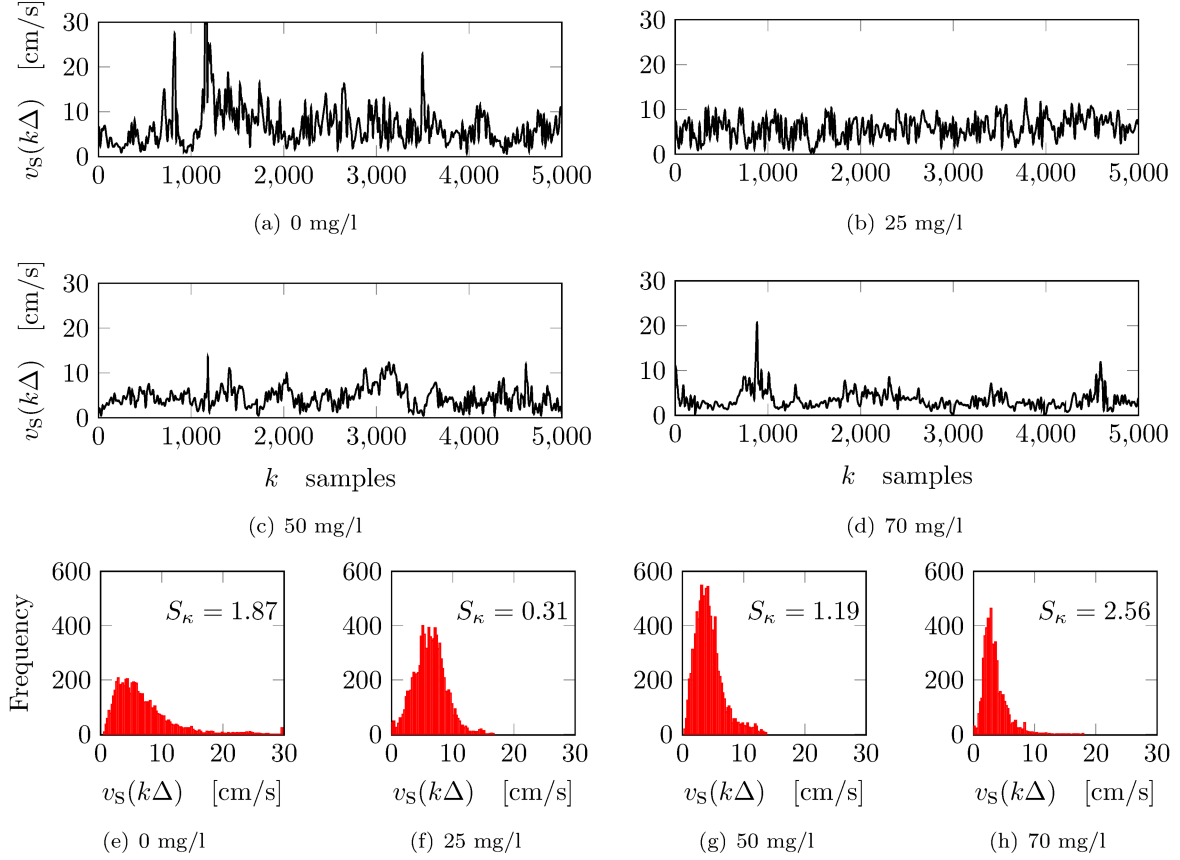 30
20
10
0
v_S(kΔ) [cm/s]
0 1,000 2,000 3,000 4,000 5,000
(a) 0 mg/l
30
20
10
0
0 1,000 2,000 3,000 4,000 5,000
(b) 25 mg/l
30
20
10
0
v_S(kΔ) [cm/s]
0 1,000 2,000 3,000 4,000 5,000
k samples
(c) 50 mg/l
30
20
10
0
0 1,000 2,000 3,000 4,000 5,000
k samples
(d) 70 mg/l
600
400
200
0
Frequency
S_κ = 1.87
0 10 20 30
v_S(kΔ) [cm/s]
(e) 0 mg/l
600
400
200
0
S_κ = 0.31
0 10 20 30
v_S(kΔ) [cm/s]
(f) 25 mg/l
600
400
200
0
S_κ = 1.19
0 10 20 30
v_S(kΔ) [cm/s]
(g) 50 mg/l
600
400
200
0
S_κ = 2.56
0 10 20 30
v_S(kΔ) [cm/s]
(h) 70 mg/l